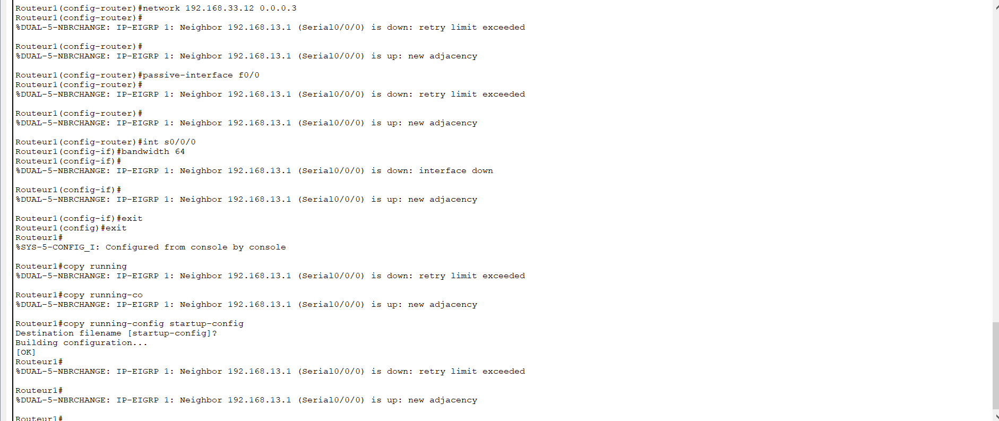 Routeur1(config-router)#network 192.168.33.12 0.0.0.3
Routeur1(config-router)#
%DUAL-5-NBRCHANGE: IP-EIGRP 1: Neighbor 192.168.13.1 (Serial0/0/0) is down: retry limit exceeded
Routeur1(config-router)#
%DUAL-5-NBRCHANGE: IP-EIGRP 1: Neighbor 192.168.13.1 (Serial0/0/0) is up: new adjacency
Routeur1(config-router)#passive-interface f0/0
Routeur1(config-router)#
%DUAL-5-NBRCHANGE: IP-EIGRP 1: Neighbor 192.168.13.1 (Serial0/0/0) is down: retry limit exceeded
Routeur1(config-router)#
%DUAL-5-NBRCHANGE: IP-EIGRP 1: Neighbor 192.168.13.1 (Serial0/0/0) is up: new adjacency
Routeur1(config-router)#int s0/0/0
Routeur1(config-if)#bandwidth 64
Routeur1(config-if)#
%DUAL-5-NBRCHANGE: IP-EIGRP 1: Neighbor 192.168.13.1 (Serial0/0/0) is down: interface down
Routeur1(config-if)#
%DUAL-5-NBRCHANGE: IP-EIGRP 1: Neighbor 192.168.13.1 (Serial0/0/0) is up: new adjacency
Routeur1(config-if)#exit
Routeur1(config)#exit
Routeur1#
%SYS-5-CONFIG_I: Configured from console by console
Routeur1#copy running
%DUAL-5-NBRCHANGE: IP-EIGRP 1: Neighbor 192.168.13.1 (Serial0/0/0) is down: retry limit exceeded
Routeur1#copy running-co
%DUAL-5-NBRCHANGE: IP-EIGRP 1: Neighbor 192.168.13.1 (Serial0/0/0) is up: new adjacency
Routeur1#copy running-config startup-config
Destination filename [startup-config]?
Building configuration...
[OK]
Routeur1#
%DUAL-5-NBRCHANGE: IP-EIGRP 1: Neighbor 192.168.13.1 (Serial0/0/0) is down: retry limit exceeded
Routeur1#
%DUAL-5-NBRCHANGE: IP-EIGRP 1: Neighbor 192.168.13.1 (Serial0/0/0) is up: new adjacency
Routeur1#